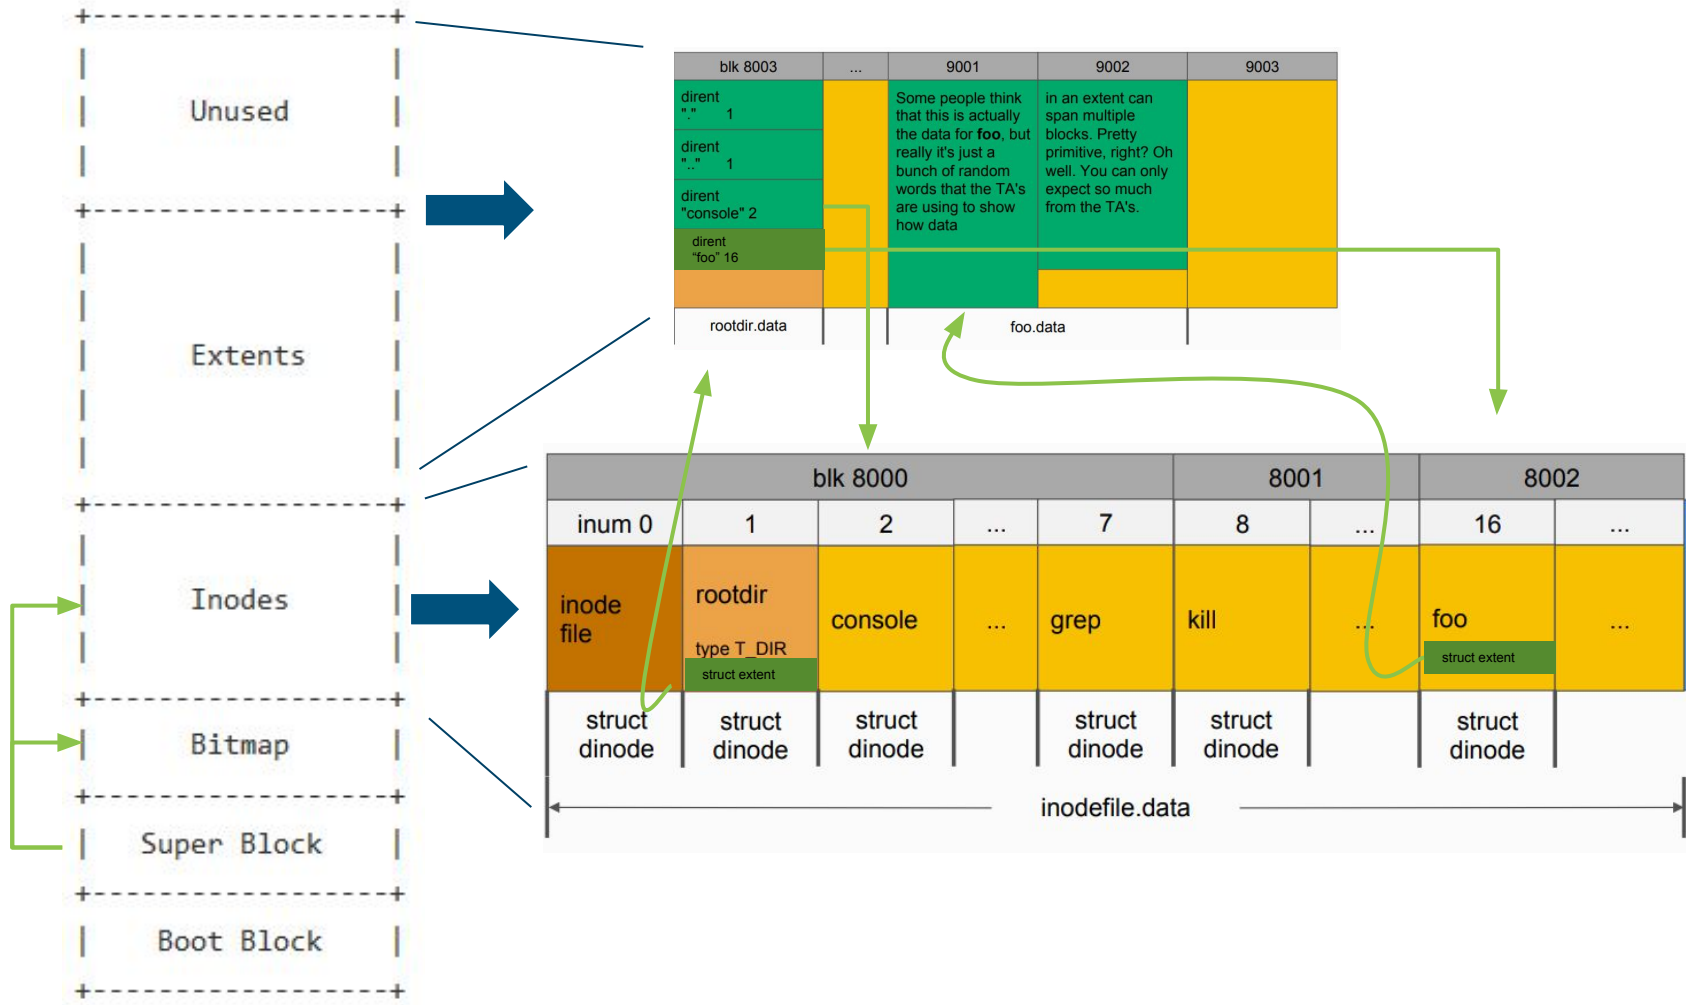 Unused
Extents
Inodes
Bitmap
Super Block
Boot Block
blk 8003
...
9001
9002
9003
dirent
"." 1
dirent
".." 1
dirent
"console" 2
dirent
“foo” 16
Some people think
that this is actually
the data for foo, but
really it's just a
bunch of random
words that the TA's
are using to show
how data
in an extent can
span multiple
blocks. Pretty
primitive, right? Oh
well. You can only
expect so much
from the TA's.
rootdir.data
foo.data
blk 8000
8001
8002
inum 0
1
2
...
7
8
...
16
...
inode
file
rootdir
type T_DIR
struct extent
console
...
grep
kill
...
foo
struct extent
...
struct
dinode
struct
dinode
struct
dinode
struct
dinode
struct
dinode
struct
dinode
inodefile.data